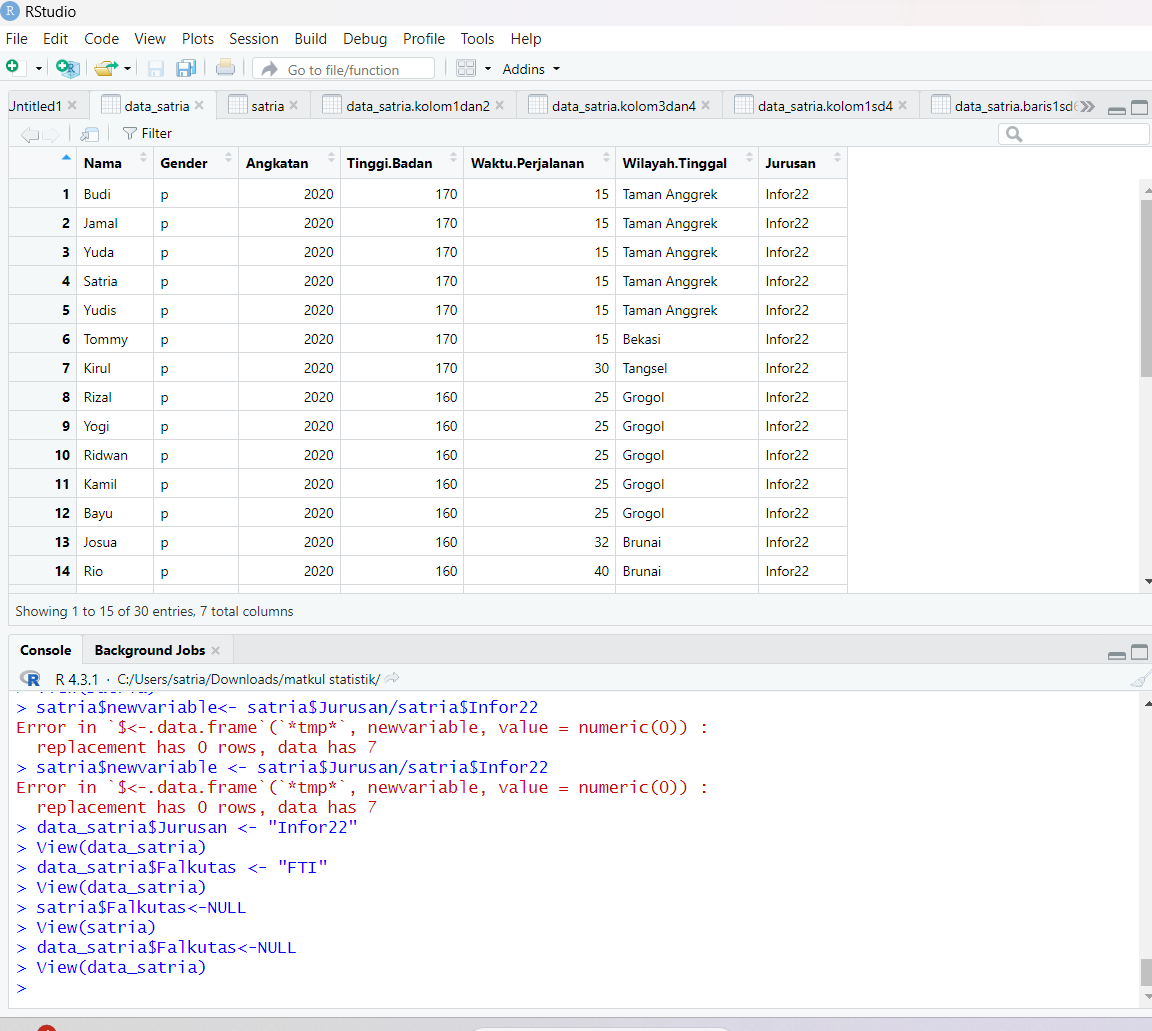 RStudio
File Edit Code View Plots Session Build Debug Profile Tools Help
Go to file/function Addins
Untitled1 data_satria satria data_satria.kolom1dan2 data_satria.kolom3dan4 data_satria.kolom1sd4 data_satria.baris1sd6
Filter
Nama Gender Angkatan Tinggi.Badan Waktu.Perjalanan Wilayah.Tinggal Jurusan
1 Budi p 2020 170 15 Taman Anggrek Infor22
2 Jamal p 2020 170 15 Taman Anggrek Infor22
3 Yuda p 2020 170 15 Taman Anggrek Infor22
4 Satria p 2020 170 15 Taman Anggrek Infor22
5 Yudis p 2020 170 15 Taman Anggrek Infor22
6 Tommy p 2020 170 15 Bekasi Infor22
7 Kirul p 2020 170 30 Tangsel Infor22
8 Rizal p 2020 160 25 Grogol Infor22
9 Yogi p 2020 160 25 Grogol Infor22
10 Ridwan p 2020 160 25 Grogol Infor22
11 Kamil p 2020 160 25 Grogol Infor22
12 Bayu p 2020 160 25 Grogol Infor22
13 Josua p 2020 160 32 Brunai Infor22
14 Rio p 2020 160 40 Brunai Infor22
Showing 1 to 15 of 30 entries, 7 total columns
Console Background Jobs
R R 4.3.1 · C:/Users/satria/Downloads/matkul statistik/
> satria$newvariable<- satria$Jurusan/satria$Infor22
Error in `$<-.data.frame`(`*tmp*`, newvariable, value = numeric(0)) :
replacement has 0 rows, data has 7
> satria$newvariable <- satria$Jurusan/satria$Infor22
Error in `$<-.data.frame`(`*tmp*`, newvariable, value = numeric(0)) :
replacement has 0 rows, data has 7
> data_satria$Jurusan <- "Infor22"
> View(data_satria)
> data_satria$Falkutas <- "FTI"
> View(data_satria)
> satria$Falkutas<-NULL
> View(satria)
> data_satria$Falkutas<-NULL
> View(data_satria)
>